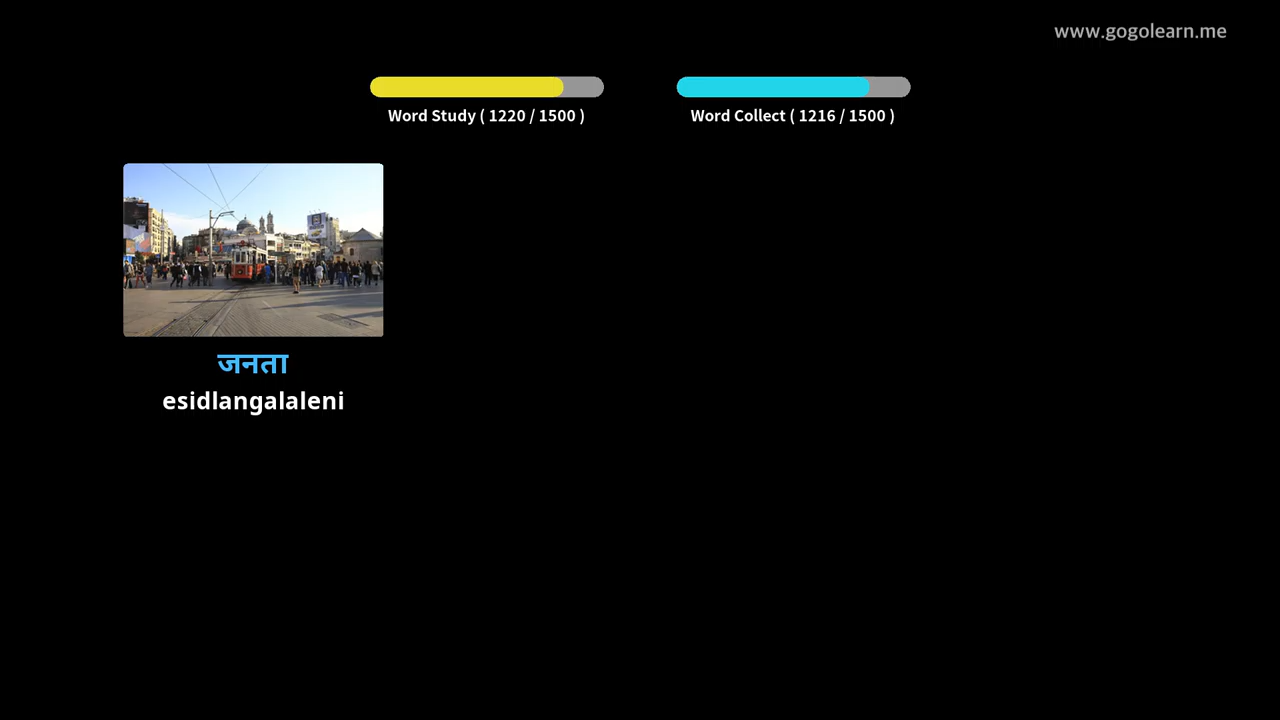 www.gogolearn.me
Word Study ( 1220 / 1500 )
Word Collect ( 1216 / 1500 )
जनता
esidlangalaleni